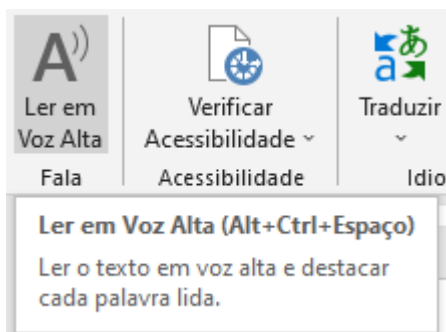 Ler em
Voz Alta
Verificar
Acessibilidade
Traduzir
Fala
Acessibilidade
Idio
Ler em Voz Alta (Alt+Ctrl+Espaço)
Ler o texto em voz alta e destacar
cada palavra lida.